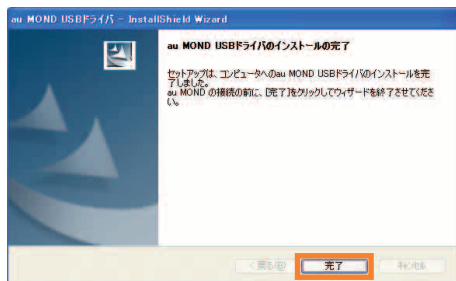 au MOND USBドライバ - InstallShield Wizard
au MOND USBドライバのインストールの完了
セットアップは、コンピュータへのau MOND USBドライバのインストールを完
了しました。
au MOND の接続の前に、[完了]をクリックしてウィザードを終了させてくださ
い。
< 戻る(B) 完了 キャンセル